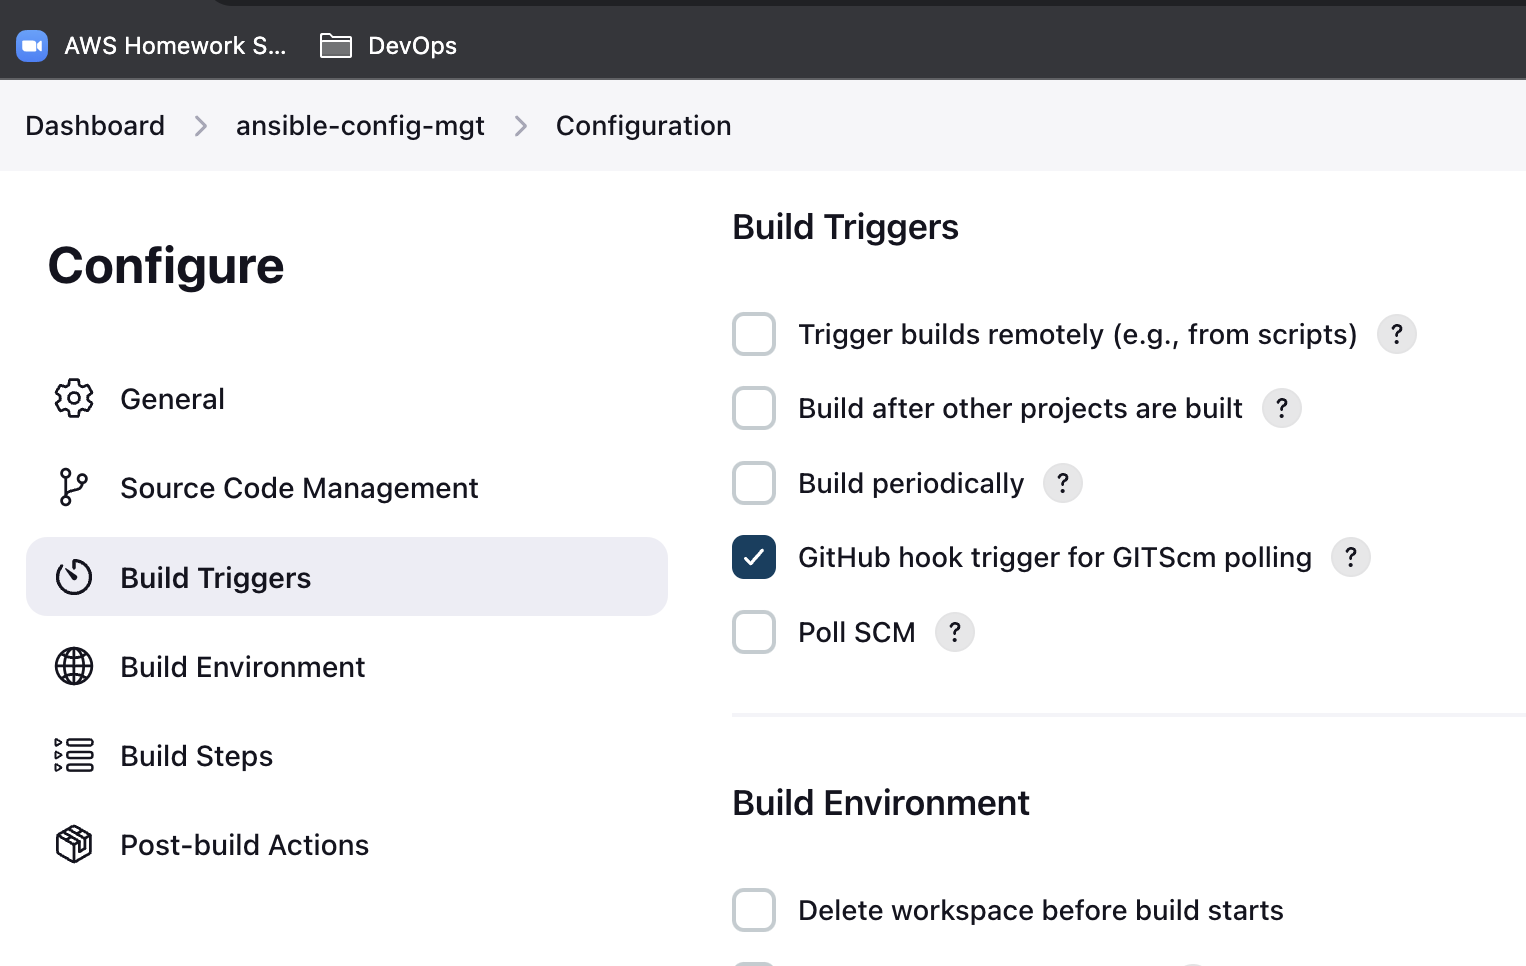 AWS Homework S...
DevOps
Dashboard > ansible-config-mgt > Configuration
Configure
General
Source Code Management
Build Triggers
Build Environment
Build Steps
Post-build Actions
Build Triggers
Trigger builds remotely (e.g., from scripts) ?
Build after other projects are built ?
Build periodically ?
GitHub hook trigger for GITScm polling ?
Poll SCM ?
Build Environment
Delete workspace before build starts